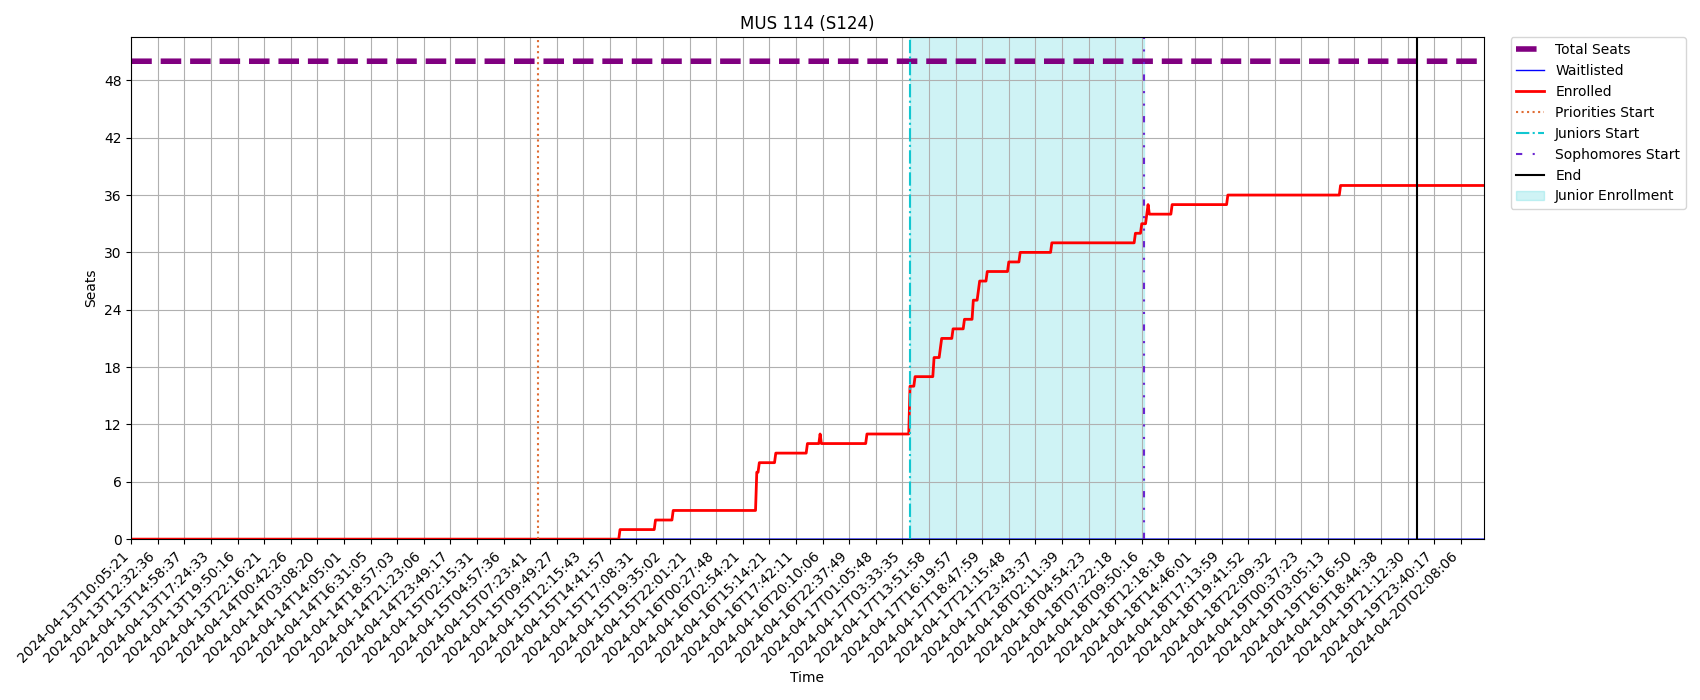 MUS 114 (S124)
Total Seats
Waitlisted
Enrolled
Priorities Start
Juniors Start
Sophomores Start
End
Junior Enrollment
Seats
48
42
36
30
24
18
12
6
0
2024-04-13T10:05:21
2024-04-13T12:32:36
2024-04-13T14:58:37
2024-04-13T17:24:33
2024-04-13T19:50:16
2024-04-13T22:16:21
2024-04-14T00:42:26
2024-04-14T03:08:20
2024-04-14T14:05:01
2024-04-14T16:31:05
2024-04-14T18:57:03
2024-04-14T21:23:06
2024-04-14T23:49:17
2024-04-15T02:15:31
2024-04-15T04:57:36
2024-04-15T07:23:41
2024-04-15T09:49:27
2024-04-15T12:15:43
2024-04-15T14:41:57
2024-04-15T17:08:31
2024-04-15T19:35:02
2024-04-15T22:01:21
2024-04-16T00:27:48
2024-04-16T02:54:21
2024-04-16T15:14:21
2024-04-16T17:42:11
2024-04-16T20:10:06
2024-04-16T22:37:49
2024-04-17T01:05:48
2024-04-17T03:33:35
2024-04-17T13:51:58
2024-04-17T16:19:57
2024-04-17T18:47:59
2024-04-17T21:15:48
2024-04-17T23:43:37
2024-04-18T02:11:39
2024-04-18T04:54:23
2024-04-18T07:22:18
2024-04-18T09:50:16
2024-04-18T12:18:18
2024-04-18T14:46:01
2024-04-18T17:13:59
2024-04-18T19:41:52
2024-04-18T22:09:32
2024-04-19T00:37:23
2024-04-19T03:05:13
2024-04-19T16:16:50
2024-04-19T18:44:38
2024-04-19T21:12:30
2024-04-19T23:40:17
2024-04-20T02:08:06
Time